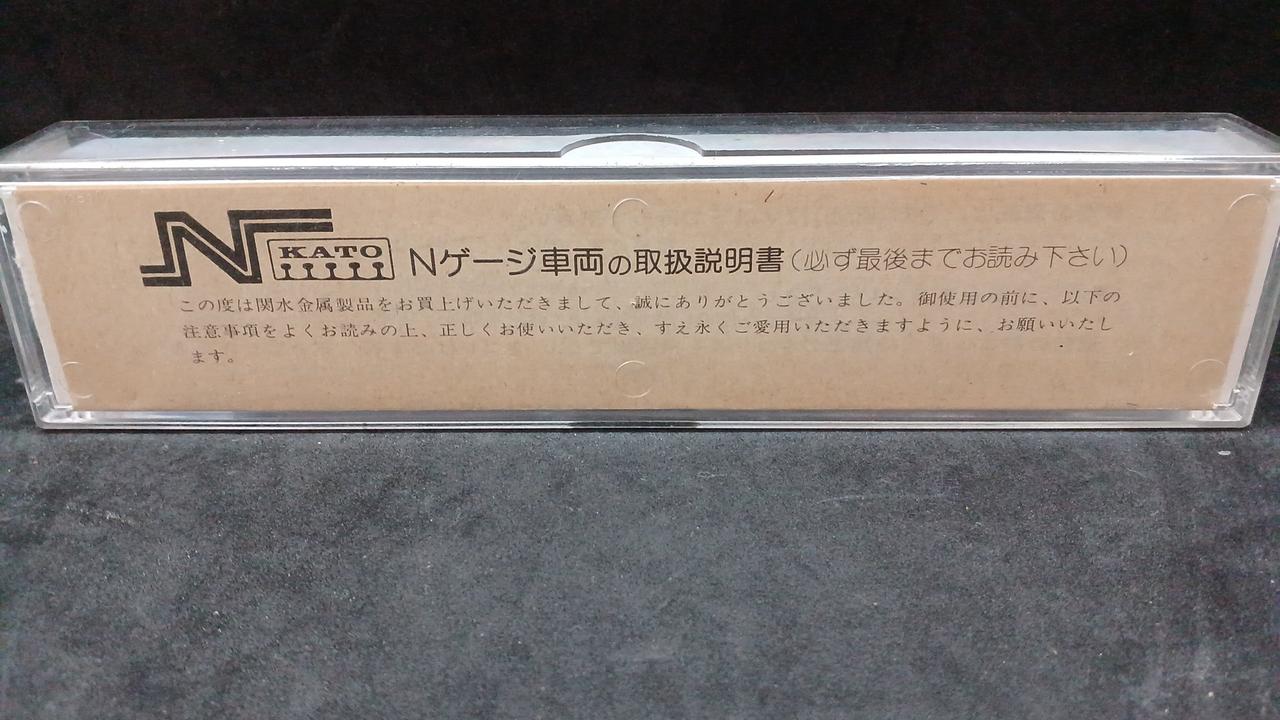 N KATO Nゲージ車両の取扱説明書(必ず最後までお読み下さい)
この度は関水金属製品をお買上げいただきまして、誠にありがとうございました。御使用の前に、以下の
注意事項をよくお読みの上、正しくお使いいただき、すえ永くご愛用いただきますように、お願いいたし
ます。